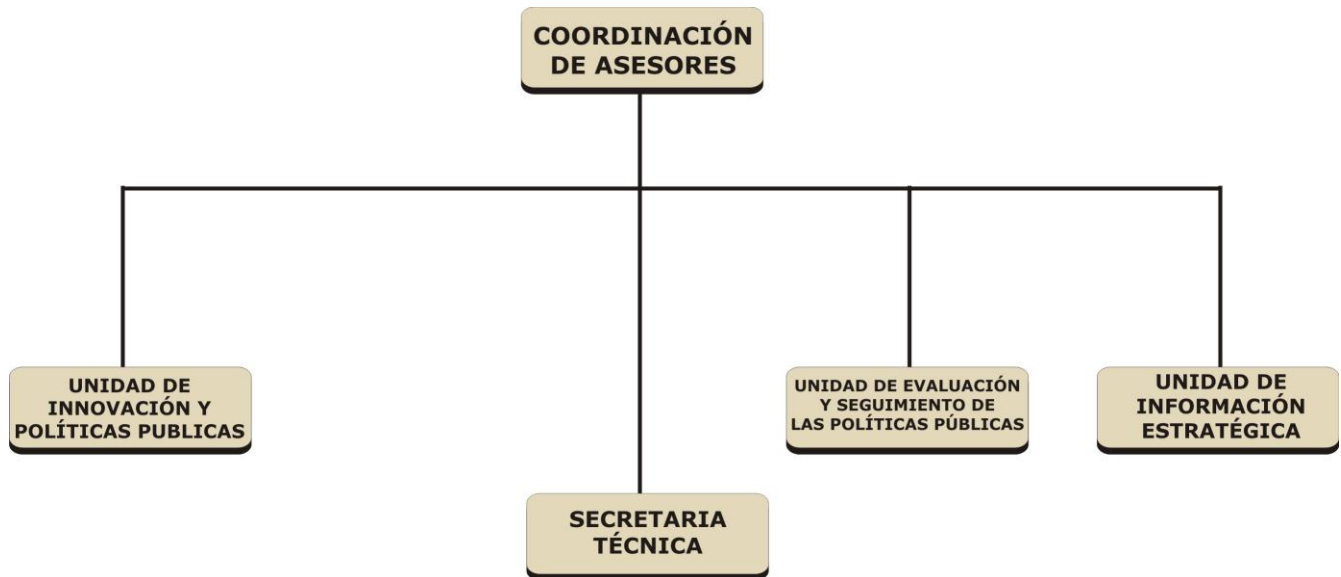 COORDINACIÓN
DE ASESORES
UNIDAD DE
INNOVACIÓN Y
POLÍTICAS PUBLICAS
UNIDAD DE EVALUACIÓN
Y SEGUIMIENTO DE
LAS POLÍTICAS PÚBLICAS
UNIDAD DE
INFORMACIÓN
ESTRATÉGICA
SECRETARIA
TÉCNICA